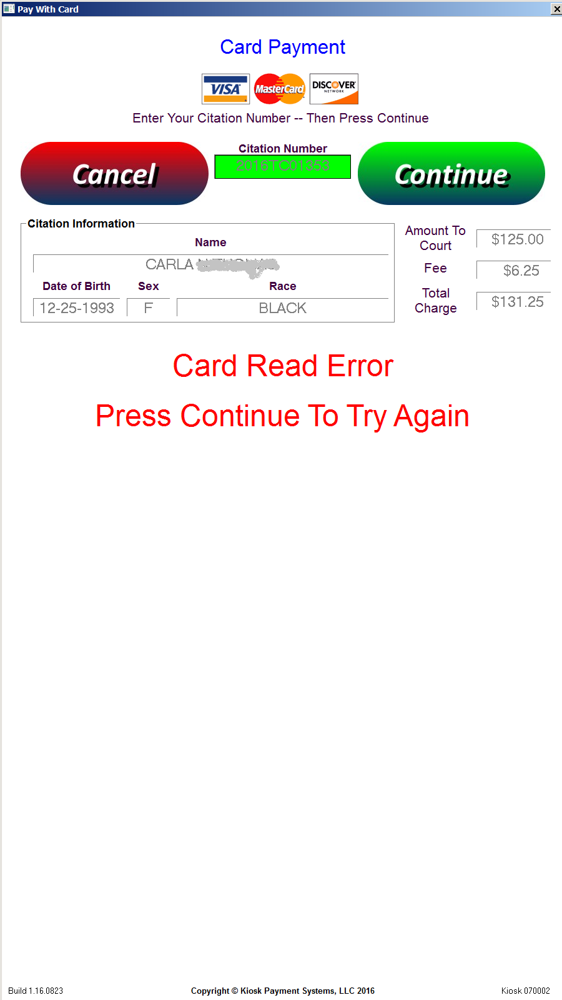 Pay With Card
Card Payment
VISA MasterCard DISCOVER
NETWORK
Enter Your Citation Number -- Then Press Continue
Cancel
Citation Number
2016TC01353
Continue
Citation Information
Name
CARLA
Date of Birth Sex Race
12-25-1993 F BLACK
Amount To
Court
$125.00
Fee
$6.25
Total
Charge
$131.25
Card Read Error
Press Continue To Try Again
Build 1.16.0823 Copyright © Kiosk Payment Systems, LLC 2016 Kiosk 070002